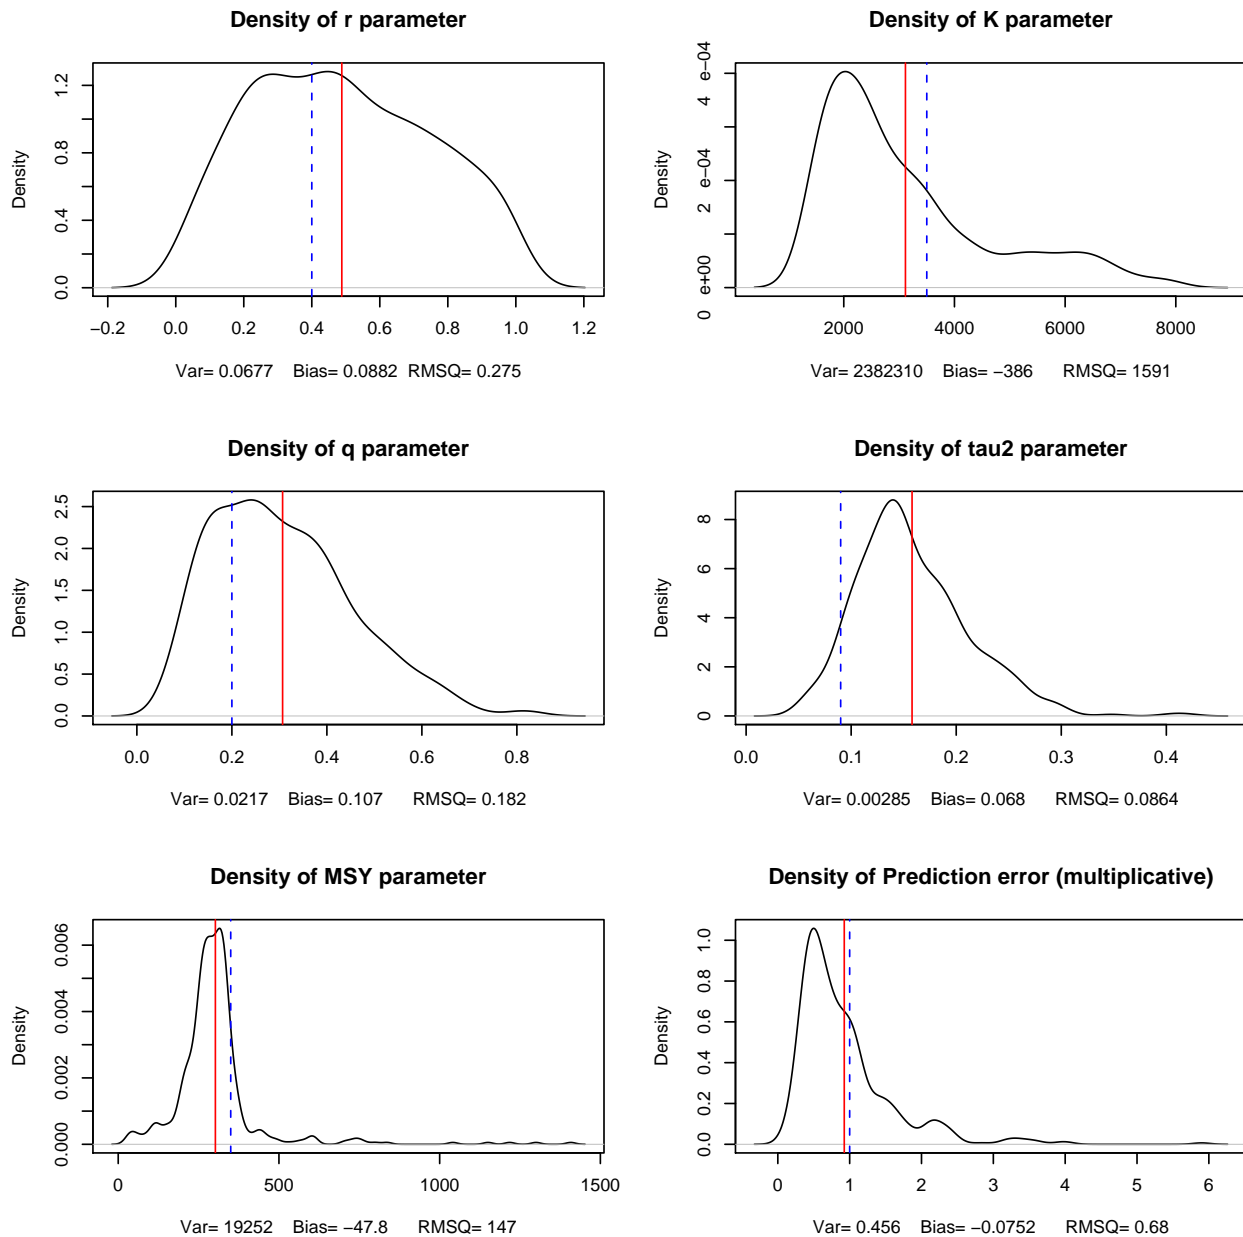 Density of r parameter
Density
0.0 0.4 0.8 1.2
−0.2 0.0 0.2 0.4 0.6 0.8 1.0 1.2
Var= 0.0677 Bias= 0.0882 RMSQ= 0.275
Density of K parameter
Density
0 e+00 2 e−04 4 e−04
2000 4000 6000 8000
Var= 2382310 Bias= −386 RMSQ= 1591
Density of q parameter
Density
0.0 0.5 1.0 1.5 2.0 2.5
0.0 0.2 0.4 0.6 0.8
Var= 0.0217 Bias= 0.107 RMSQ= 0.182
Density of tau2 parameter
Density
0 2 4 6 8
0.0 0.1 0.2 0.3 0.4
Var= 0.00285 Bias= 0.068 RMSQ= 0.0864
Density of MSY parameter
Density
0.000 0.002 0.004 0.006
0 500 1000 1500
Var= 19252 Bias= −47.8 RMSQ= 147
Density of Prediction error (multiplicative)
Density
0.0 0.2 0.4 0.6 0.8 1.0
0 1 2 3 4 5 6
Var= 0.456 Bias= −0.0752 RMSQ= 0.68